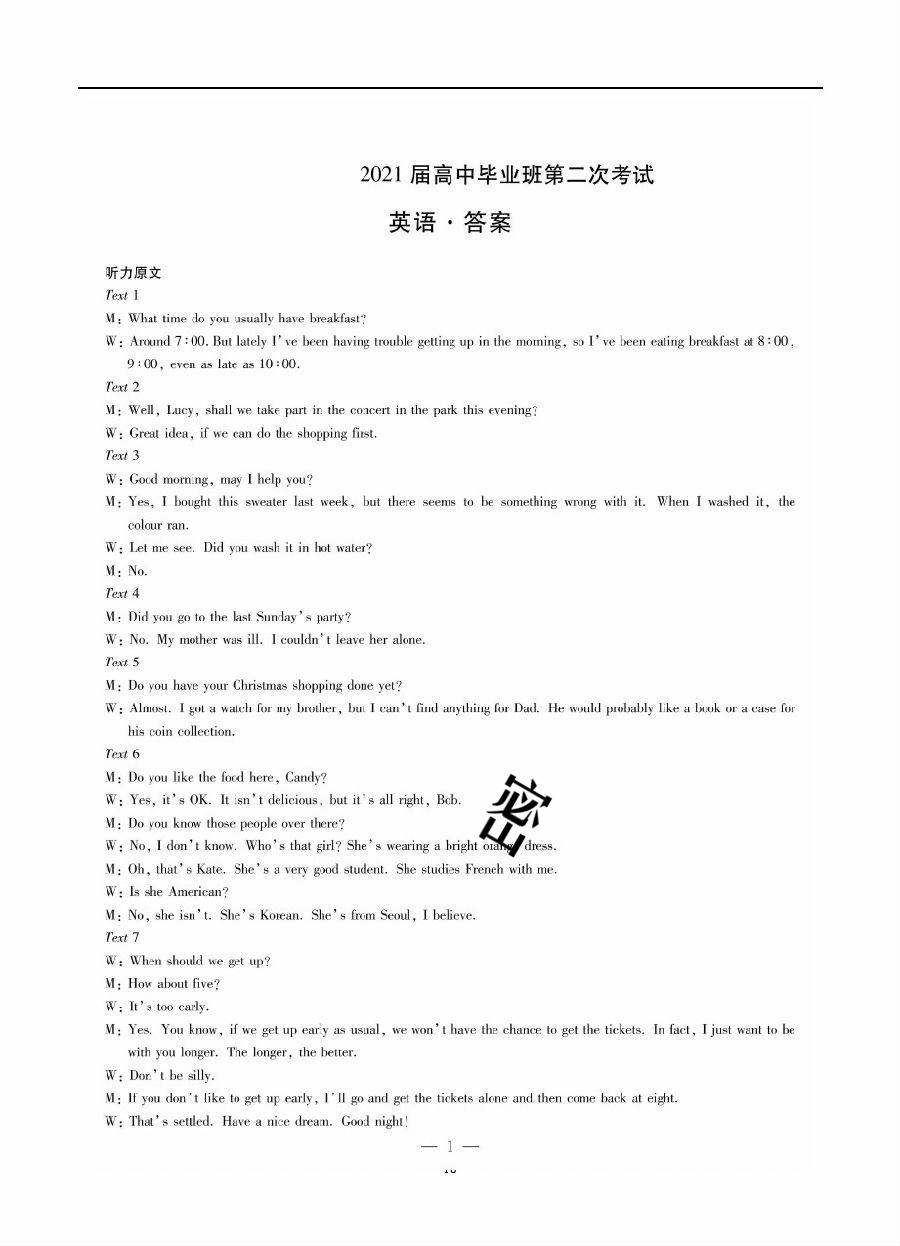 2021 届高中毕业班第二次考试
英语·答案
听力原文
Text 1
M: What time do you usually have breakfast?
W: Around 7:00. But lately I've been having trouble getting up in the morning, so I've been eating breakfast at 8:00,
9:00, even as late as 10:00.
Text 2
M: Well, Lucy, shall we take part in the concert in the park this evening?
W: Great idea, if we can do the shopping first.
Text 3
W: Good morning, may I help you?
M: Yes, I bought this sweater last week, but there seems to be something wrong with it. When I washed it, the
colour ran.
W: Let me see. Did you wash it in hot water?
M: No.
Text 4
M: Did you go to the last Sunday's party?
W: No. My mother was ill. I couldn't leave her alone.
Text 5
M: Do you have your Christmas shopping done yet?
W: Almost. I got a watch for my brother, but I can't find anything for Dad. He would probably like a book or a case for
his coin collection.
Text 6
M: Do you like the food here, Candy?
W: Yes, it's OK. It isn't delicious, but it's all right, Bob.
密
M: Do you know those people over there?
W: No, I don't know. Who's that girl? She's wearing a bright orange dress.
M: Oh, that's Kate. She's a very good student. She studies French with me.
W: Is she American?
M: No, she isn't. She's Korean. She's from Seoul, I believe.
Text 7
W: When should we get up?
M: How about five?
W: It's too early.
M: Yes. You know, if we get up early as usual, we won't have the chance to get the tickets. In fact, I just want to be
with you longer. The longer, the better.
W: Don't be silly.
M: If you don't like to get up early, I'll go and get the tickets alone and then come back at eight.
W: That's settled. Have a nice dream. Good night!
— 1 —